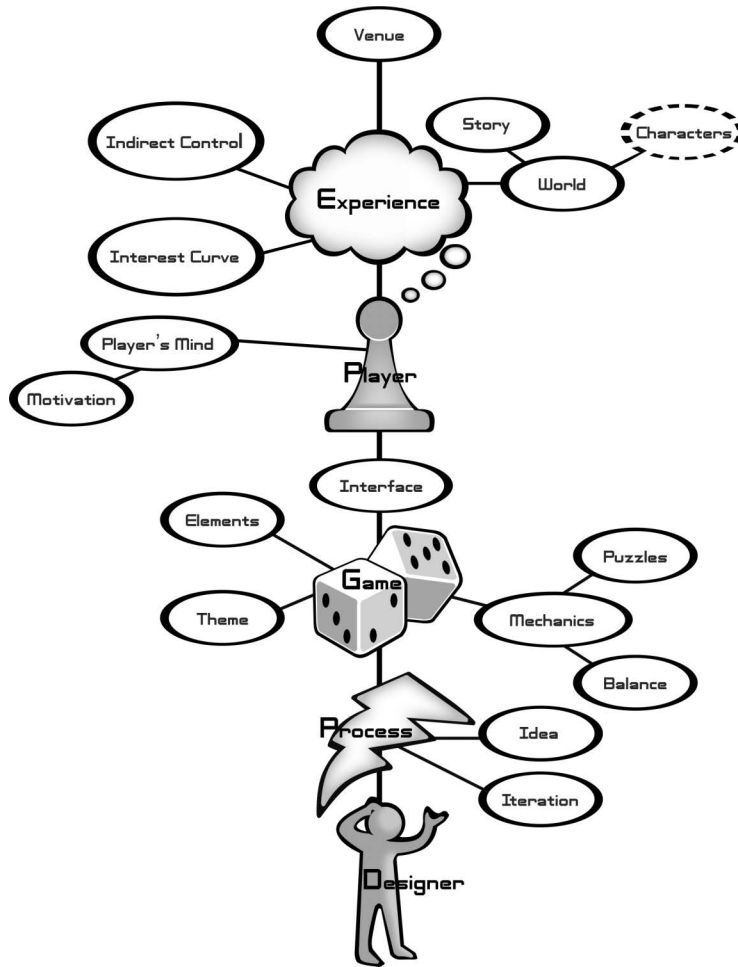 Venue
Story
Characters
Indirect Control
World
Experience
Interest Curve
Player's Mind
Player
Motivation
Interface
Elements
Puzzles
Game
Theme
Mechanics
Balance
Process
Idea
Iteration
Designer